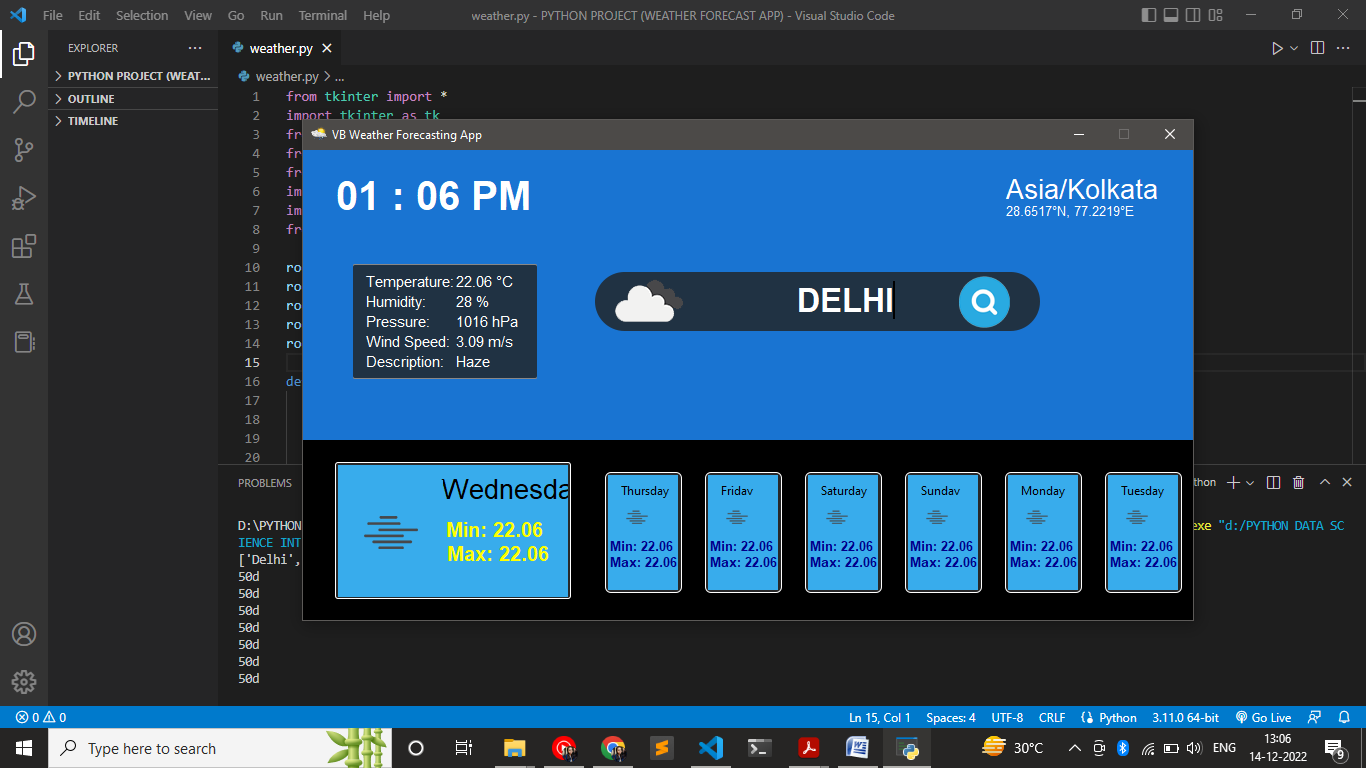 File Edit Selection View Go Run Terminal Help
weather.py - PYTHON PROJECT (WEATHER FORECAST APP) - Visual Studio Code
EXPLORER
PYTHON PROJECT (WEAT...
OUTLINE
TIMELINE
weather.py
weather.py > ...
1 from tkinter import *
2 import tkinter as tk
3 fr
4 fr
5 fr
6 im
7 im
8 fr
9
10 ro
11 ro
12 ro
13 ro
14 ro
15
16 de
17
18
19
20
VB Weather Forecasting App
01 : 06 PM
Asia/Kolkata
28.6517°N, 77.2219°E
Temperature: 22.06 °C
Humidity: 28 %
Pressure: 1016 hPa
Wind Speed: 3.09 m/s
Description: Haze
DELHI
Wednesda
Min: 22.06
Max: 22.06
Thursday
Min: 22.06
Max: 22.06
Friday
Min: 22.06
Max: 22.06
Saturday
Min: 22.06
Max: 22.06
Sunday
Min: 22.06
Max: 22.06
Monday
Min: 22.06
Max: 22.06
Tuesday
Min: 22.06
Max: 22.06
PROBLEMS
thon
D:\PYTHON
exe "d:/PYTHON DATA SC
IENCE INT
['Delhi',
50d
50d
50d
50d
50d
50d
50d
0 0
Ln 15, Col 1 Spaces: 4 UTF-8 CRLF Python 3.11.0 64-bit Go Live
Type here to search
30°C
ENG
13:06
14-12-2022
9